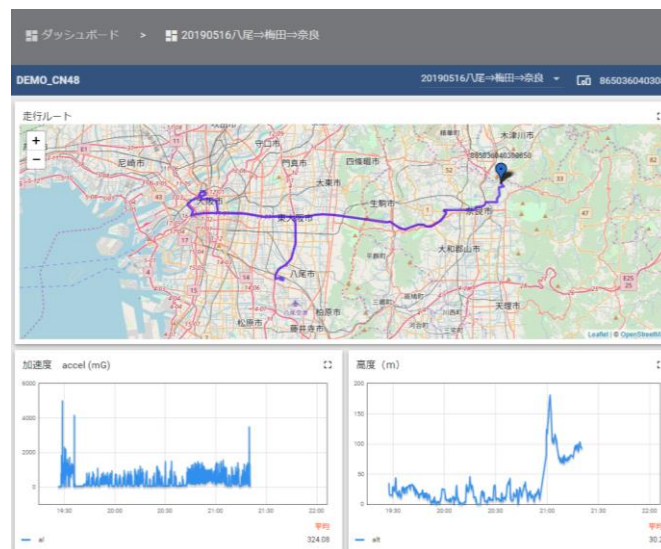 ダッシュボード > 20190516八尾⇒梅田⇒奈良
DEMO_CN48 20190516八尾⇒梅田⇒奈良
走行ルート
+
−
守口市
木津川市
尼崎市
門真市
四條畷市
大東市
大阪市
生駒市
奈良市
東大阪市
大和郡山市
八尾市
天理市
柏原市
松原市
藤井寺市
Leaflet | © OpenStreetM
加速度 accel (mG)
高度（m）
6000
4000
2000
0
19:30 20:00 20:30 21:00 21:30 22:00
平均
al 324.08
200
150
100
50
0
19:30 20:00 20:30 21:00 21:30 22:00
平均
alt 30.2